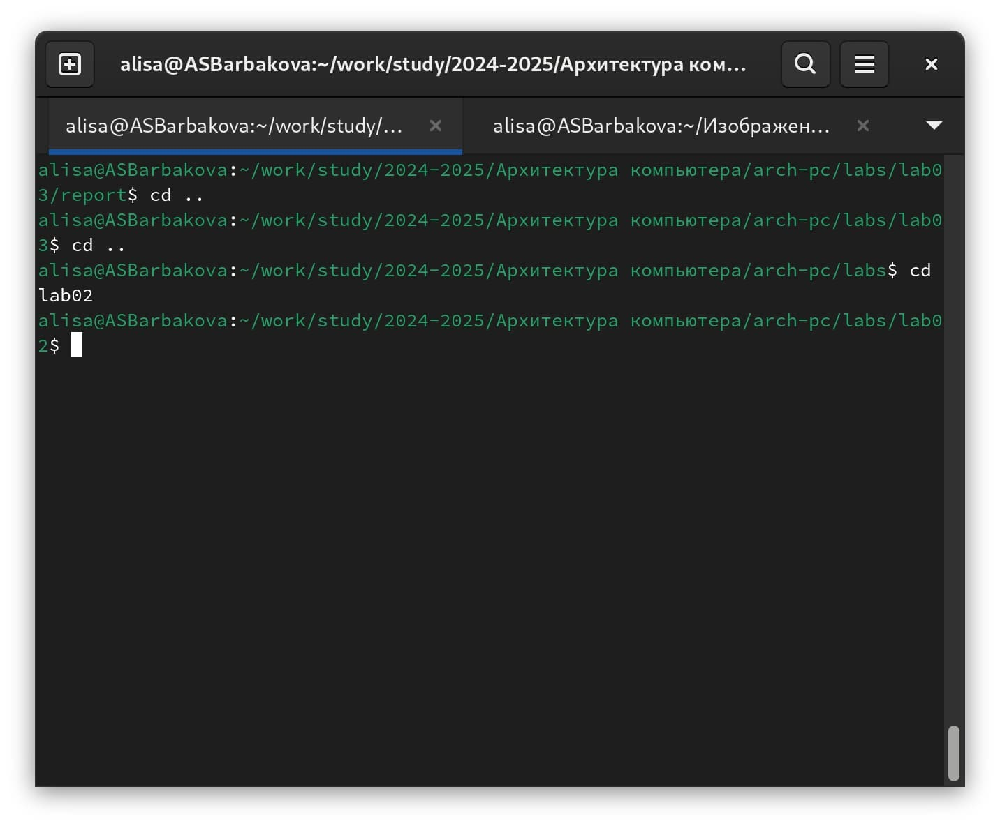 alisa@ASBarbakova:~/work/study/2024-2025/Архитектура ком…
alisa@ASBarbakova:~/work/study/…
alisa@ASBarbakova:~/Изображен…
alisa@ASBarbakova:~/work/study/2024-2025/Архитектура компьютера/arch-pc/labs/lab0
3/report$ cd ..
alisa@ASBarbakova:~/work/study/2024-2025/Архитектура компьютера/arch-pc/labs/lab0
3$ cd ..
alisa@ASBarbakova:~/work/study/2024-2025/Архитектура компьютера/arch-pc/labs$ cd
lab02
alisa@ASBarbakova:~/work/study/2024-2025/Архитектура компьютера/arch-pc/labs/lab0
2$